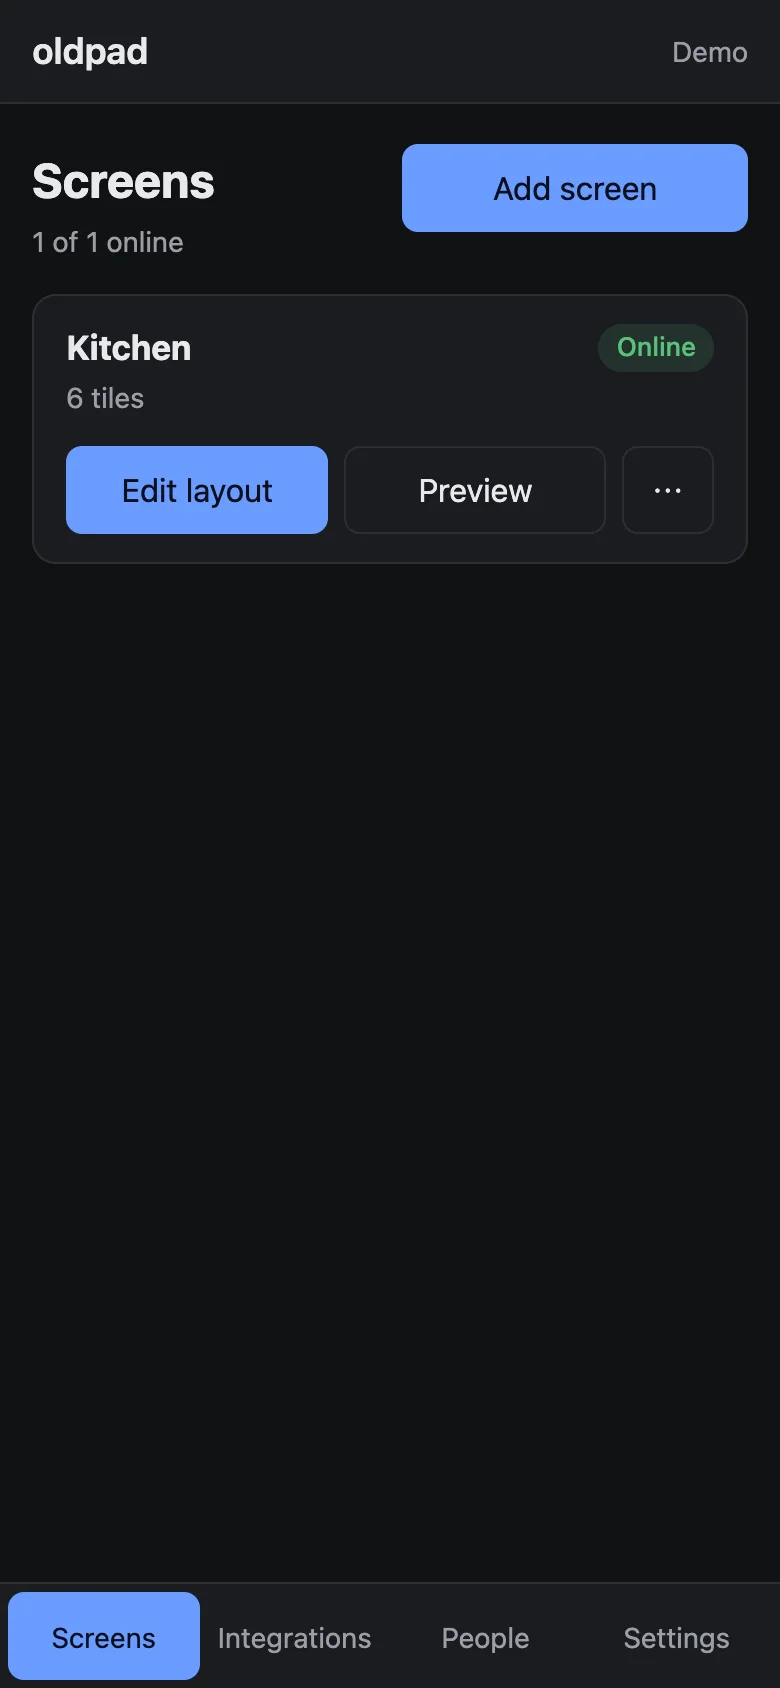 oldpad
Demo
Screens
Add screen
1 of 1 online
Kitchen
Online
6 tiles
Edit layout
Preview
...
Screens
Integrations
People
Settings